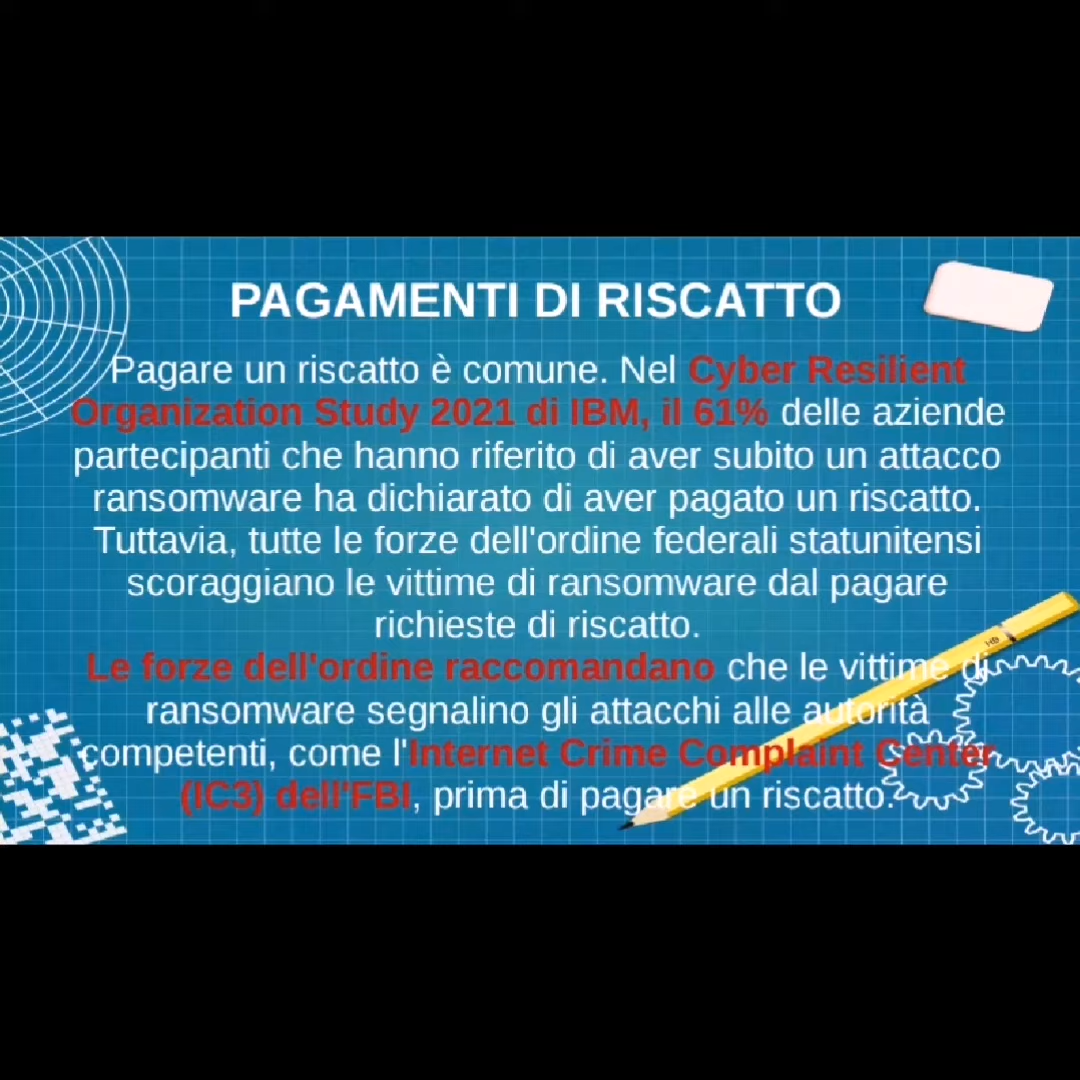 PAGAMENTI DI RISCATTO
Pagare un riscatto è comune. Nel Cyber Resilient
Organization Study 2021 di IBM, il 61% delle aziende
partecipanti che hanno riferito di aver subito un attacco
ransomware ha dichiarato di aver pagato un riscatto.
Tuttavia, tutte le forze dell'ordine federali statunitensi
scoraggiano le vittime di ransomware dal pagare
richieste di riscatto.
Le forze dell'ordine raccomandano che le vittime di
ransomware segnalino gli attacchi alle autorità
competenti, come l'Internet Crime Complaint Center
(IC3) dell'FBI, prima di pagare un riscatto.
HB